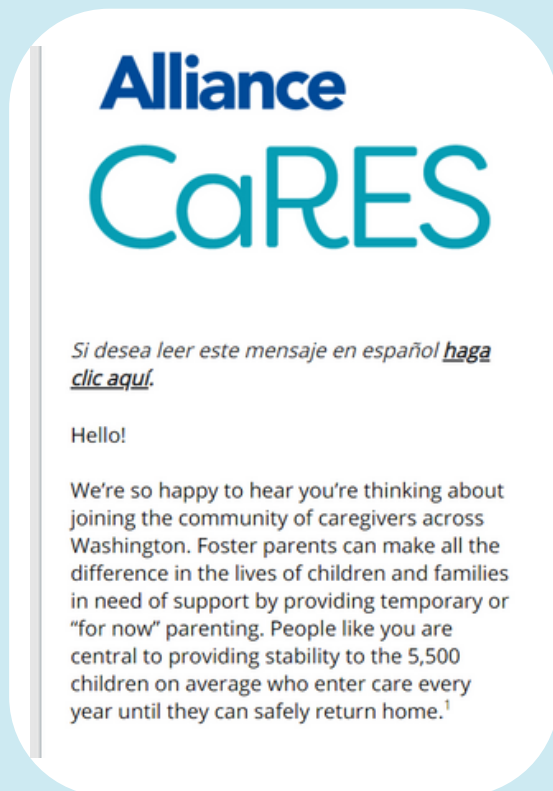 Alliance
CaRES
Si desea leer este mensaje en español haga
clic aquí.
Hello!
We’re so happy to hear you’re thinking about
joining the community of caregivers across
Washington. Foster parents can make all the
difference in the lives of children and families
in need of support by providing temporary or
“for now” parenting. People like you are
central to providing stability to the 5,500
children on average who enter care every
year until they can safely return home.¹